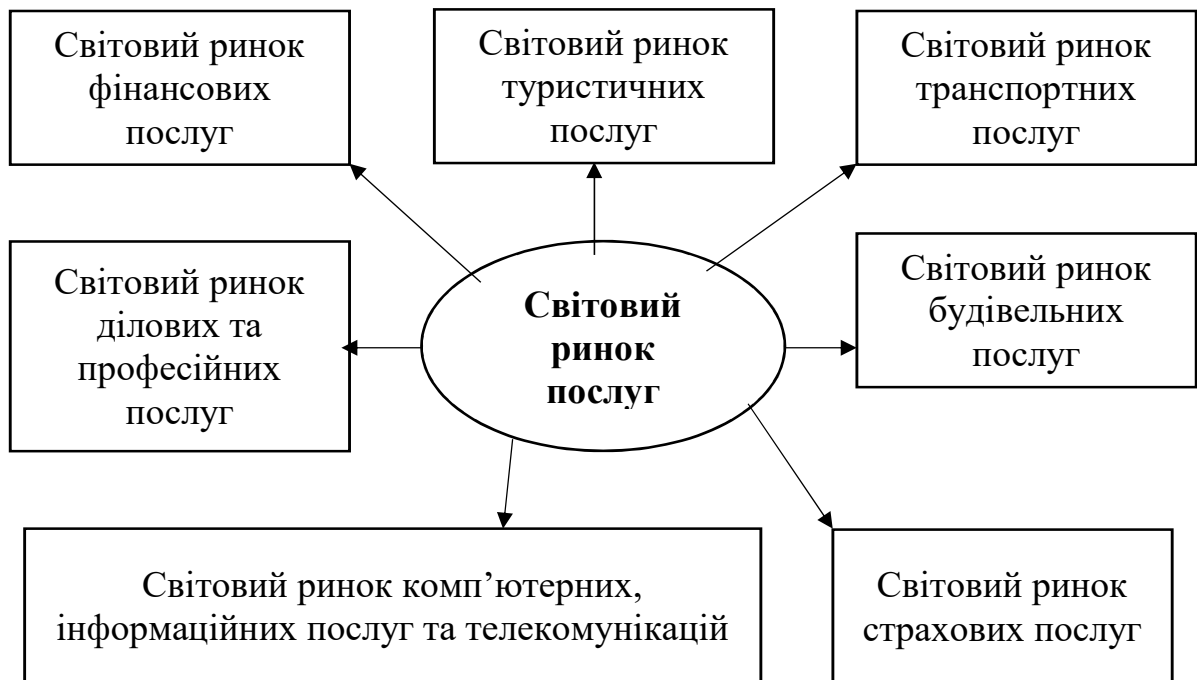 Світовий ринок
фінансових
послуг
Світовий ринок
туристичних
послуг
Світовий ринок
транспортних
послуг
Світовий ринок
ділових та
професійних
послуг
Світовий
ринок
послуг
Світовий ринок
будівельних
послуг
Світовий ринок комп’ютерних,
інформаційних послуг та телекомунікацій
Світовий ринок
страхових послуг